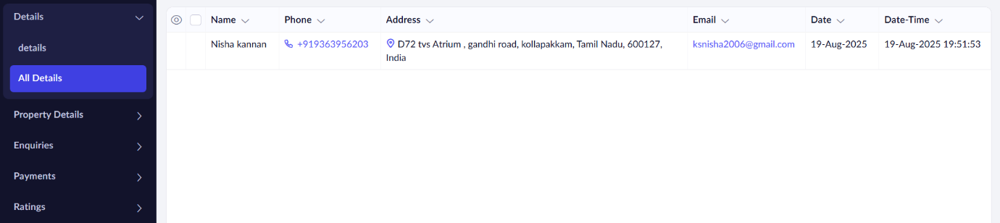 Details
details
All Details
Property Details
Enquiries
Payments
Ratings
Name Phone Address Email Date Date-Time
Nisha kannan +919363956203 D72 tvs Atrium , gandhi road, kollapakkam, Tamil Nadu, 600127, ksnisha2006@gmail.com 19-Aug-2025 19-Aug-2025 19:51:53
India